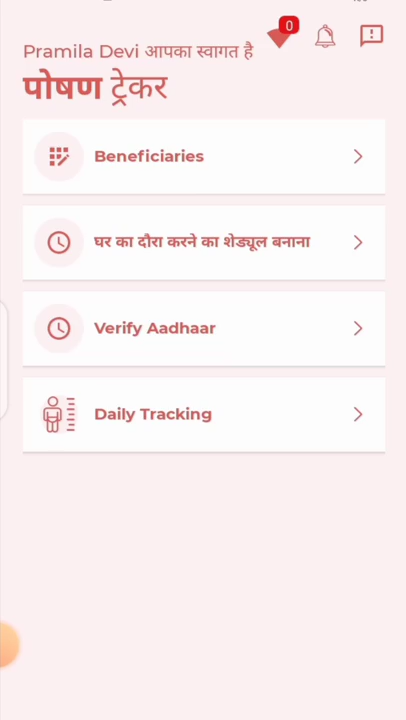 0
Pramila Devi आपका स्वागत है
पोषण ट्रेकर
Beneficiaries
घर का दौरा करने का शेड्यूल बनाना
Verify Aadhaar
Daily Tracking